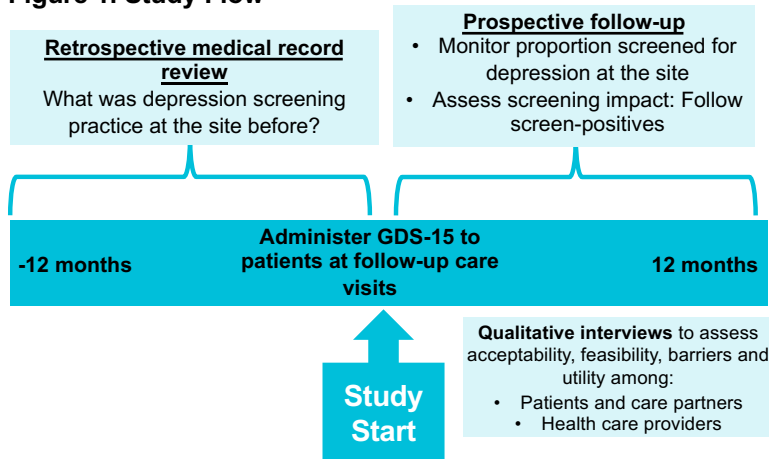 Figure 1. Study Flow
Retrospective medical record
review
What was depression screening
practice at the site before?
Prospective follow-up
• Monitor proportion screened for
depression at the site
• Assess screening impact: Follow
screen-positives
-12 months
Administer GDS-15 to
patients at follow-up care
visits
12 months
Study
Start
Qualitative interviews to assess
acceptability, feasibility, barriers and
utility among:
• Patients and care partners
• Health care providers